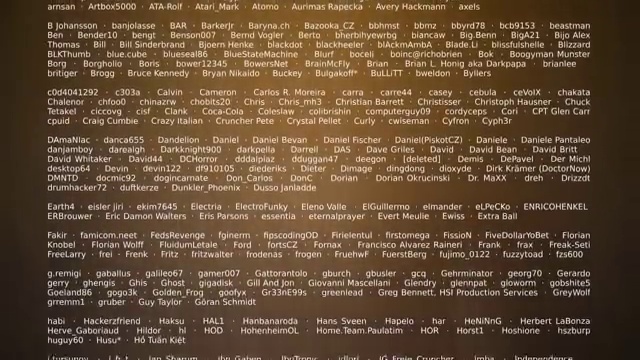 arnsan · Artbox5000 · ATA-Rolf · Atari_Mark · Atomo · Aurimas Rapecka · Avery Hackmann · axels
B Johansson · banjolasse · BAR · BarkerJr · Baryna.ch · Bazooka_CZ · bbhmst · bbmz · bbyrd78 · bcb9153 · beastman
Ben · Bender10 · bengt · Benson007 · Bernd Vogler · Berto · bherbihyewrbg · biancaw · Big.Benn · BigA21 · Bijo Alex
Thomas · Bill · Bill Sinderbrand · Bjoern Henke · blackdot · blackheeler · blAckmAmbA · Blade.Li · blissfulshelle · Blizzard
BLKThumb · blue.cube · blueseal86 · BlueStateMachine · Blurf · boceli · boinc@richobrien · Bok · Boogyman Munster
Borg · Borgholio · Boris · bower12345 · BowersNet · BrainMcFly · Brian · Brian L. Honig aka Darkpapa · brianlee
britiger · Brogg · Bruce Kennedy · Bryan Nikaido · Buckey · Bulgakoff* · BuLLiTT · bweldon · Byllers
c0d4041292 · c303a · Calvin · Cameron · Carlos R. Moreira · carra · carre44 · casey · cebula · ceVoIX · chakata
Chalenor · chfoo0 · chinazrw · chobits20 · Chris · Chris_mh3 · Christian Barrett · Christisser · Christoph Hausner · Chuck
Tetakel · ciccovg · cisf · Clank · Coca-Cola · Coleslaw · colibrishin · computerguy09 · cordyceps · Cori · CPT Glen Carr
cpuid · Craig Cumbie · Crazy Italian · Cruncher Pete · Crystal Pellet · Curly · cwiseman · Cyfron · Cyph3r
DAmaNIac · danca655 · Dandelion · Daniel · Daniel Bevan · Daniel Fischer · Daniel(PiskotCZ) · Daniele · Daniele Pantaleo
danjamboy · darealgh · Darkknight900 · darkpella · Darrell · DAS · Dave Griles · David · David Bean · David Britt
David Whitaker · David44 · DCHorror · dddalpiaz · dduggan47 · deegon · [deleted] · Demis · DePavel · Der Michl
desktop64 · Devin · devin122 · df910105 · diederiks · Dieter · Dimage · dingdong · dioxyde · Dirk Krämer (DoctorNow)
DMNTD · docmic92 · dogincarnate · Don_Carlos · DonC · Dorian · Dorian Okrucinski · Dr. MaXX · dreh · Drizzdt
drumhacker72 · duftkerze · Dunkler_Phoenix · Dusso Janladde
Earth4 · eisler jiri · ekim7645 · Electria · ElectroFunky · Eleno Valle · ElGuillermo · elmander · eLPeCKo · ENRICOHENKEL
ERBrouwer · Eric Damon Walters · Eris Parsons · essentia · eternalprayer · Evert Meulie · Ewiss · Extra Ball
Fakir · famicom.neet · FedsRevenge · fginerm · fipscodingOD · Firielentul · firstomega · FissioN · FiveDollarYoBet · Florian
Knobel · Florian Wolff · FluidumLetale · Ford · fortsCZ · Fornax · Francisco Alvarez Raineri · Frank · frax · Freak-Seti
FreeLarry · frei · Frenk · Fritz · fritzwalter · frodenas · frogen · FruehwF · FuerstBerg · fujimo_0122 · fuzzytoad · fzs600
g.remigi · gaballus · galileo67 · gamer007 · Gattorantolo · gburch · gbusler · gcq · Gehrminator · georg70 · Gerardo
gerry · ghengis · Ghis · Ghost · gigadisk · Gill And Jon · Giovanni Mascellani · Glendry · glennpat · gloworm · gobshite5
Goeland86 · gogo3k · Golden_Frog · goofyx · Gr33nE99s · greenlead · Greg Bennett, HSI Production Services · GreyWolf
grremm1 · gruber · Guy Taylor · Göran Schmidt
habi · Hackerzfriend · Haksu · HAL1 · Hanbanaroda · Hans Sveen · Hapelo · har · HeNiNnG · Herbert LaBonza
Herve_Gaboriaud · Hildor · hl · HOD · HohenheimOL · Home.Team.Paulatim · HOR · Horst1 · Hoshione · hszburp
huguy60 · Husu* · Hồ Tuấn Kiệt